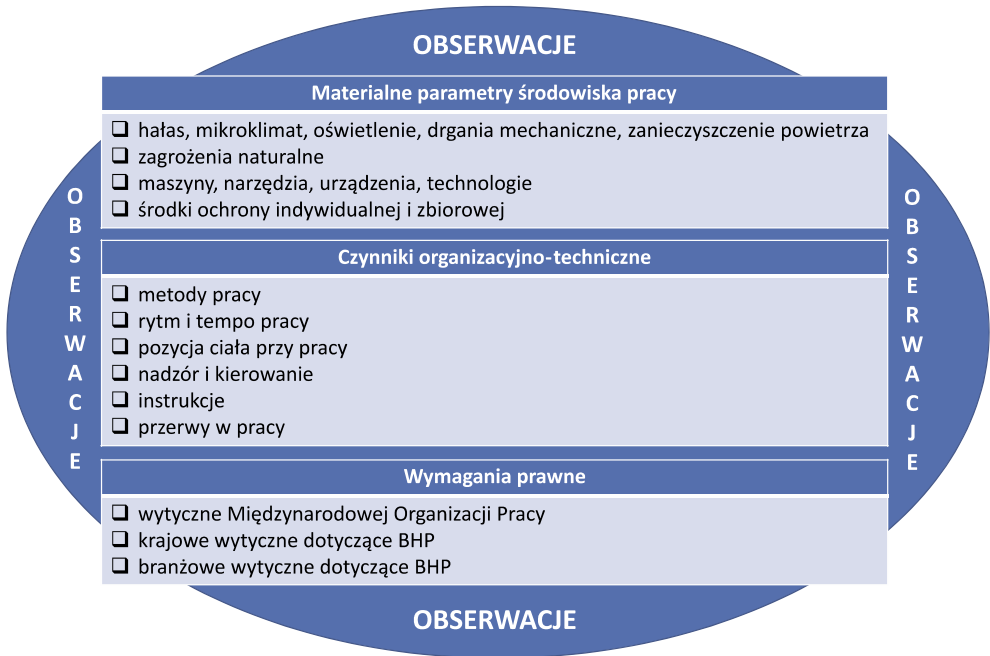 OBSERWACJE
Materialne parametry środowiska pracy
❑ hałas, mikroklimat, oświetlenie, drgania mechaniczne, zanieczyszczenie powietrza
❑ zagrożenia naturalne
❑ maszyny, narzędzia, urządzenia, technologie
❑ środki ochrony indywidualnej i zbiorowej
OBSERWACJE
Czynniki organizacyjno-techniczne
❑ metody pracy
❑ rytm i tempo pracy
❑ pozycja ciała przy pracy
❑ nadzór i kierowanie
❑ instrukcje
❑ przerwy w pracy
OBSERWACJE
Wymagania prawne
❑ wytyczne Międzynarodowej Organizacji Pracy
❑ krajowe wytyczne dotyczące BHP
❑ branżowe wytyczne dotyczące BHP
OBSERWACJE